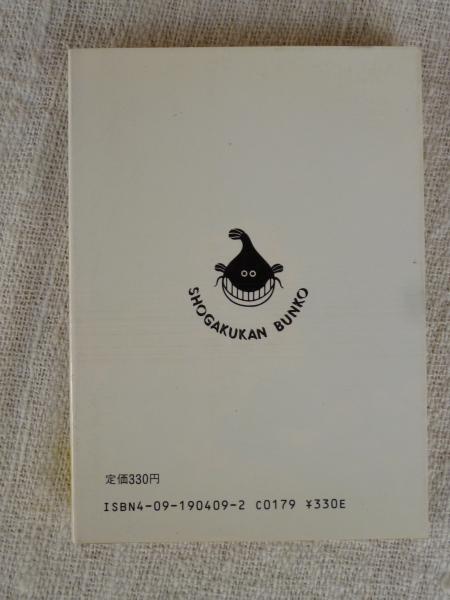 SHOGAKUKAN BUNKO
定価330円
ISBN4-09-190409-2 C0179 ¥330E